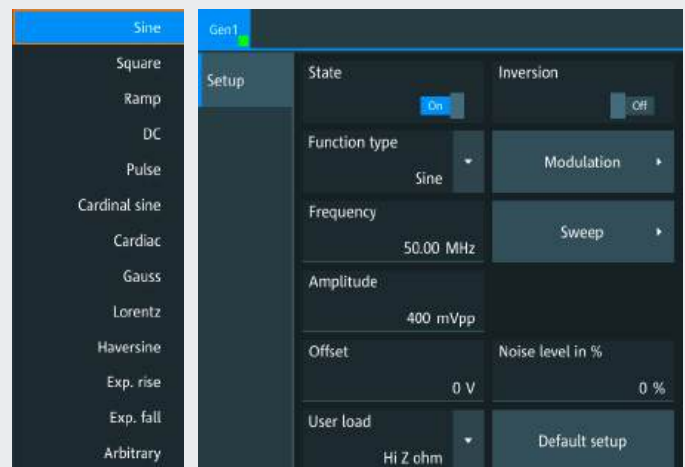 Sine
Square
Ramp
DC
Pulse
Cardinal sine
Cardiac
Gauss
Lorentz
Haversine
Exp. rise
Exp. fall
Arbitrary
Gen1
Setup
State
On
Inversion
Off
Function type
Sine
Modulation
Frequency
50.00 MHz
Sweep
Amplitude
400 mVpp
Offset
0 V
Noise level in %
0 %
User load
Hi Z ohm
Default setup